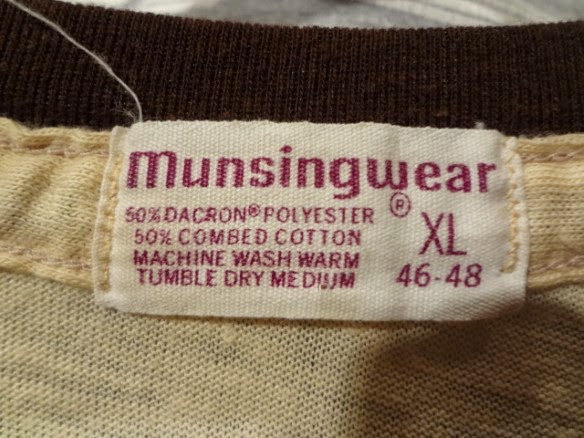 munsingwear®
50% DACRON® POLYESTER
50% COMBED COTTON
MACHINE WASH WARM
TUMBLE DRY MEDIUM
XL
46-48